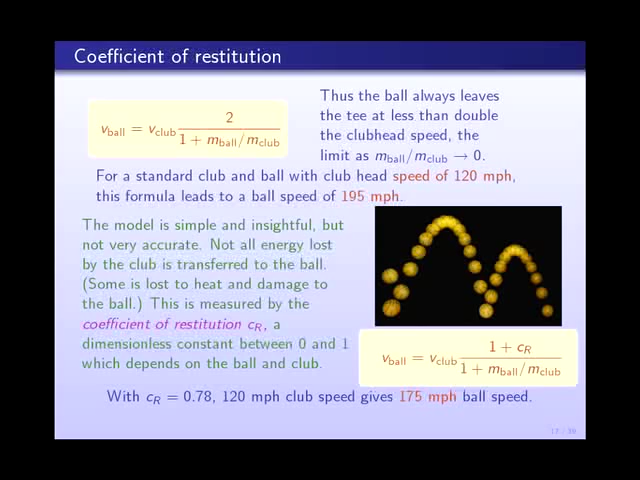 Coefficient of restitution
v_ball = v_club 2 / (1 + m_ball/m_club)
Thus the ball always leaves
the tee at less than double
the clubhead speed, the
limit as m_ball/m_club → 0.
For a standard club and ball with club head speed of 120 mph,
this formula leads to a ball speed of 195 mph.
The model is simple and insightful, but
not very accurate. Not all energy lost
by the club is transferred to the ball.
(Some is lost to heat and damage to
the ball.) This is measured by the
coefficient of restitution c_R, a
dimensionless constant between 0 and 1
which depends on the ball and club.
v_ball = v_club (1 + c_R) / (1 + m_ball/m_club)
With c_R = 0.78, 120 mph club speed gives 175 mph ball speed.
17 / 39